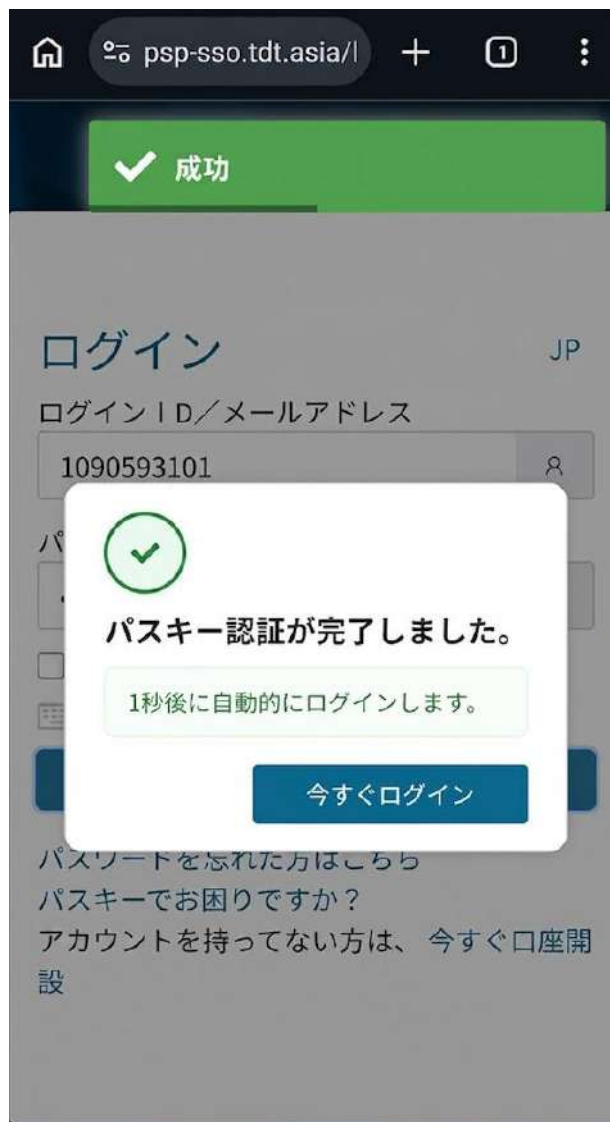 psp-sso.tdt.asia/l
1
成功
ログイン
JP
ログインID／メールアドレス
1090593101
パ
パスキー認証が完了しました。
1秒後に自動的にログインします。
今すぐログイン
パスワードを忘れた方はこちら
パスキーでお困りですか？
アカウントを持ってない方は、今すぐ口座開
設